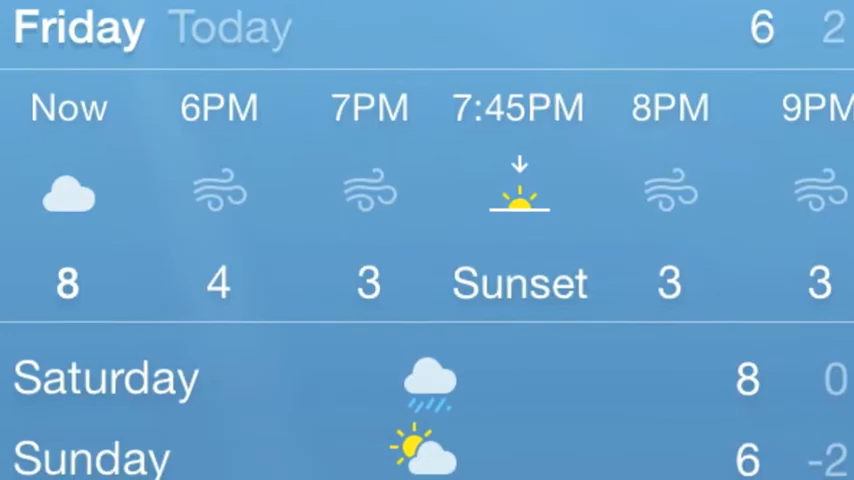 Friday Today 6 2
Now 6PM 7PM 7:45PM 8PM 9PM
8 4 3 Sunset 3 3
Saturday 8 0
Sunday 6 -2